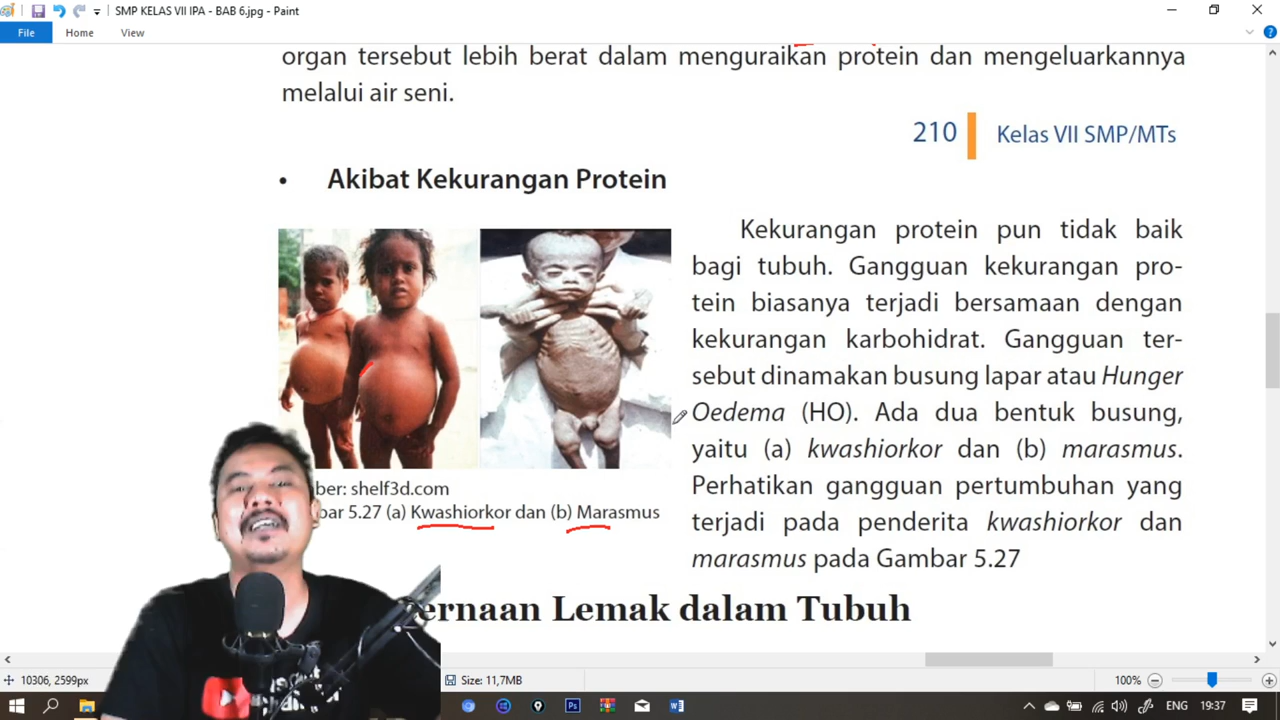 SMP KELAS VII IPA - BAB 6.jpg - Paint
File Home View
organ tersebut lebih berat dalam menguraikan protein dan mengeluarkannya
melalui air seni.
210 Kelas VII SMP/MTs
• Akibat Kekurangan Protein
Kekurangan protein pun tidak baik
bagi tubuh. Gangguan kekurangan pro-
tein biasanya terjadi bersamaan dengan
kekurangan karbohidrat. Gangguan ter-
sebut dinamakan busung lapar atau Hunger
Oedema (HO). Ada dua bentuk busung,
yaitu (a) kwashiorkor dan (b) marasmus.
Perhatikan gangguan pertumbuhan yang
terjadi pada penderita kwashiorkor dan
marasmus pada Gambar 5.27
ber: shelf3d.com
bar 5.27 (a) Kwashiorkor dan (b) Marasmus
ernaan Lemak dalam Tubuh
10306, 2599px
Size: 11,7MB
100%
ENG 19:37